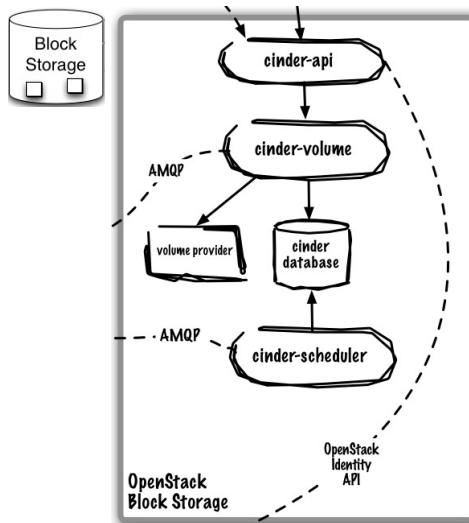 Block
Storage
cinder-api
cinder-volume
AMQP
volume provider
cinder
database
AMQP
cinder-scheduler
OpenStack
Identity
API
OpenStack
Block Storage